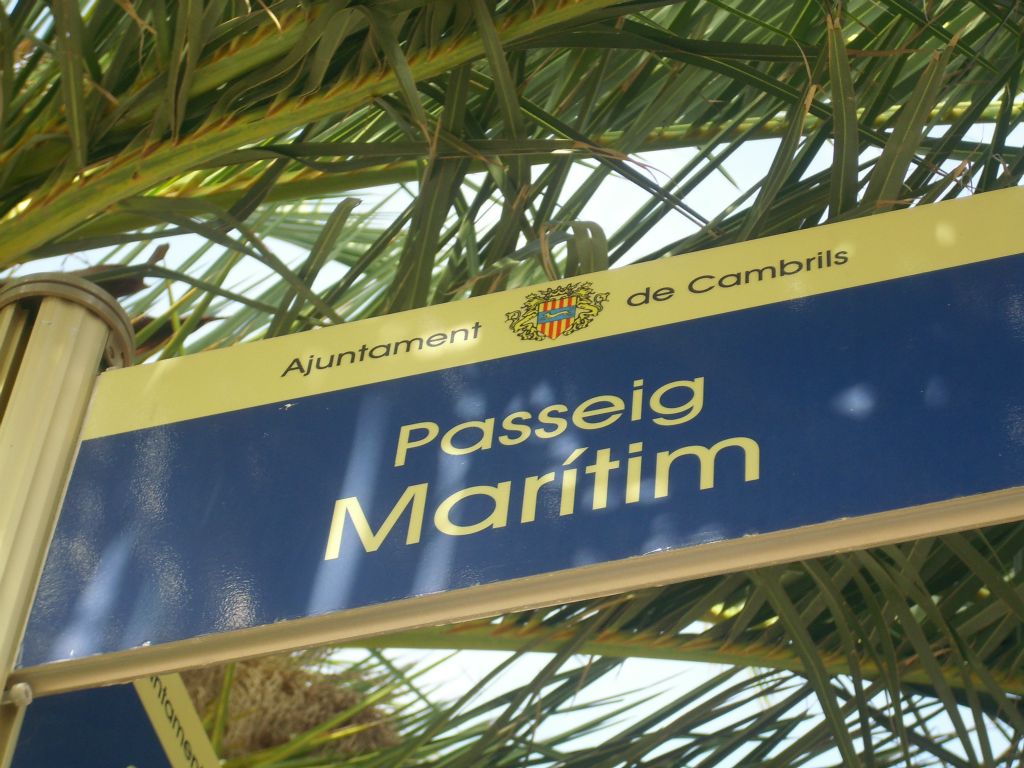 Ajuntament de Cambrils
Passeig
Marítim